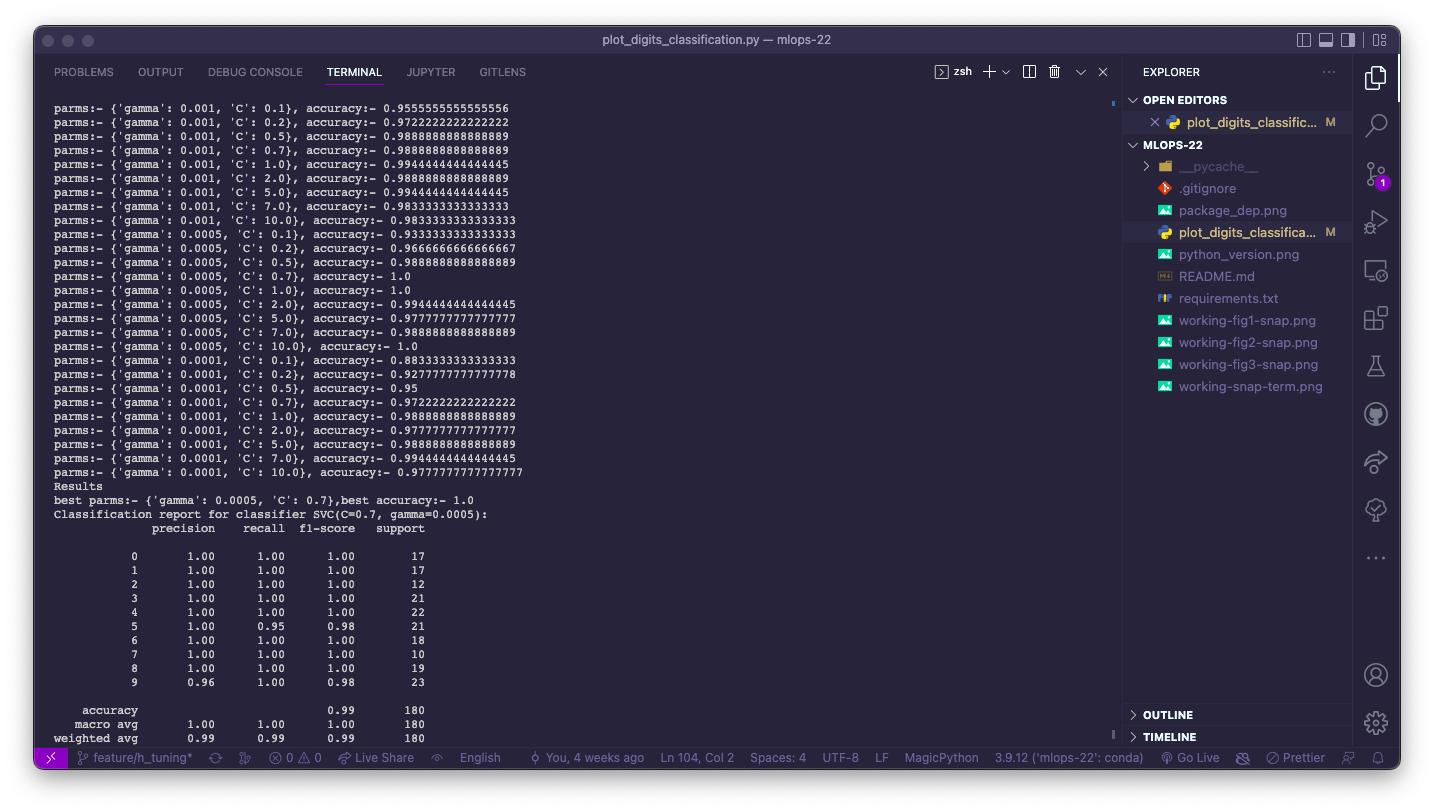 plot_digits_classification.py — mlops-22
PROBLEMS OUTPUT DEBUG CONSOLE TERMINAL JUPYTER GITLENS
zsh
parms:- {'gamma': 0.001, 'C': 0.1}, accuracy:- 0.9555555555555556
parms:- {'gamma': 0.001, 'C': 0.2}, accuracy:- 0.9722222222222222
parms:- {'gamma': 0.001, 'C': 0.5}, accuracy:- 0.9888888888888889
parms:- {'gamma': 0.001, 'C': 0.7}, accuracy:- 0.9888888888888889
parms:- {'gamma': 0.001, 'C': 1.0}, accuracy:- 0.9944444444444445
parms:- {'gamma': 0.001, 'C': 2.0}, accuracy:- 0.9888888888888889
parms:- {'gamma': 0.001, 'C': 5.0}, accuracy:- 0.9944444444444445
parms:- {'gamma': 0.001, 'C': 7.0}, accuracy:- 0.9833333333333333
parms:- {'gamma': 0.001, 'C': 10.0}, accuracy:- 0.9833333333333333
parms:- {'gamma': 0.0005, 'C': 0.1}, accuracy:- 0.9333333333333333
parms:- {'gamma': 0.0005, 'C': 0.2}, accuracy:- 0.9666666666666667
parms:- {'gamma': 0.0005, 'C': 0.5}, accuracy:- 0.9888888888888889
parms:- {'gamma': 0.0005, 'C': 0.7}, accuracy:- 1.0
parms:- {'gamma': 0.0005, 'C': 1.0}, accuracy:- 1.0
parms:- {'gamma': 0.0005, 'C': 2.0}, accuracy:- 0.9944444444444445
parms:- {'gamma': 0.0005, 'C': 5.0}, accuracy:- 0.9777777777777777
parms:- {'gamma': 0.0005, 'C': 7.0}, accuracy:- 0.9888888888888889
parms:- {'gamma': 0.0005, 'C': 10.0}, accuracy:- 1.0
parms:- {'gamma': 0.0001, 'C': 0.1}, accuracy:- 0.8833333333333333
parms:- {'gamma': 0.0001, 'C': 0.2}, accuracy:- 0.9277777777777778
parms:- {'gamma': 0.0001, 'C': 0.5}, accuracy:- 0.95
parms:- {'gamma': 0.0001, 'C': 0.7}, accuracy:- 0.9722222222222222
parms:- {'gamma': 0.0001, 'C': 1.0}, accuracy:- 0.9888888888888889
parms:- {'gamma': 0.0001, 'C': 2.0}, accuracy:- 0.9777777777777777
parms:- {'gamma': 0.0001, 'C': 5.0}, accuracy:- 0.9888888888888889
parms:- {'gamma': 0.0001, 'C': 7.0}, accuracy:- 0.9944444444444445
parms:- {'gamma': 0.0001, 'C': 10.0}, accuracy:- 0.9777777777777777
Results
best parms:- {'gamma': 0.0005, 'C': 0.7},best accuracy:- 1.0
Classification report for classifier SVC(C=0.7, gamma=0.0005):
precision recall f1-score support
0 1.00 1.00 1.00 17
1 1.00 1.00 1.00 17
2 1.00 1.00 1.00 12
3 1.00 1.00 1.00 21
4 1.00 1.00 1.00 22
5 1.00 0.95 0.98 21
6 1.00 1.00 1.00 18
7 1.00 1.00 1.00 10
8 1.00 1.00 1.00 19
9 0.96 1.00 0.98 23
accuracy 0.99 180
macro avg 1.00 1.00 1.00 180
weighted avg 0.99 0.99 0.99 180
EXPLORER
OPEN EDITORS
plot_digits_classific... M
MLOPS-22
__pycache__
.gitignore
package_dep.png
plot_digits_classifica... M
python_version.png
README.md
requirements.txt
working-fig1-snap.png
working-fig2-snap.png
working-fig3-snap.png
working-snap-term.png
OUTLINE
TIMELINE
1
feature/h_tuning* 0 0 Live Share English You, 4 weeks ago Ln 104, Col 2 Spaces: 4 UTF-8 LF MagicPython 3.9.12 ('mlops-22': conda) Go Live Prettier